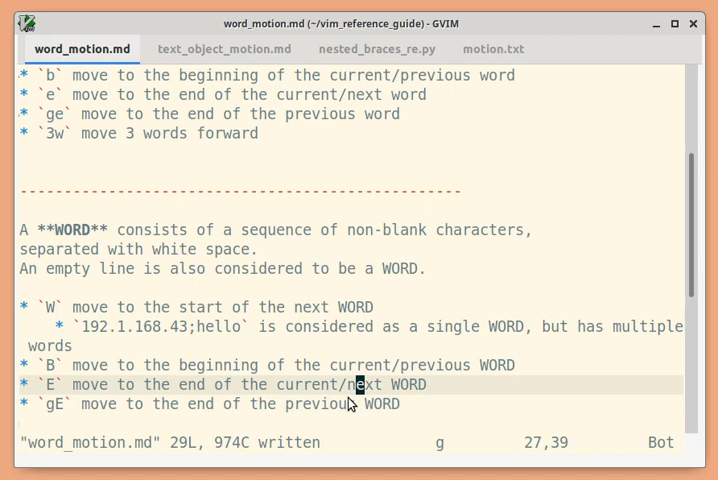 word_motion.md (~/vim_reference_guide) - GVIM
word_motion.md text_object_motion.md nested_braces_re.py motion.txt
* `b` move to the beginning of the current/previous word
* `e` move to the end of the current/next word
* `ge` move to the end of the previous word
* `3w` move 3 words forward
--------------------------------------------------
A **WORD** consists of a sequence of non-blank characters,
separated with white space.
An empty line is also considered to be a WORD.
* `W` move to the start of the next WORD
* `192.1.168.43;hello` is considered as a single WORD, but has multiple
words
* `B` move to the beginning of the current/previous WORD
* `E` move to the end of the current/next WORD
* `gE` move to the end of the previous WORD
"word_motion.md" 29L, 974C written g 27,39 Bot